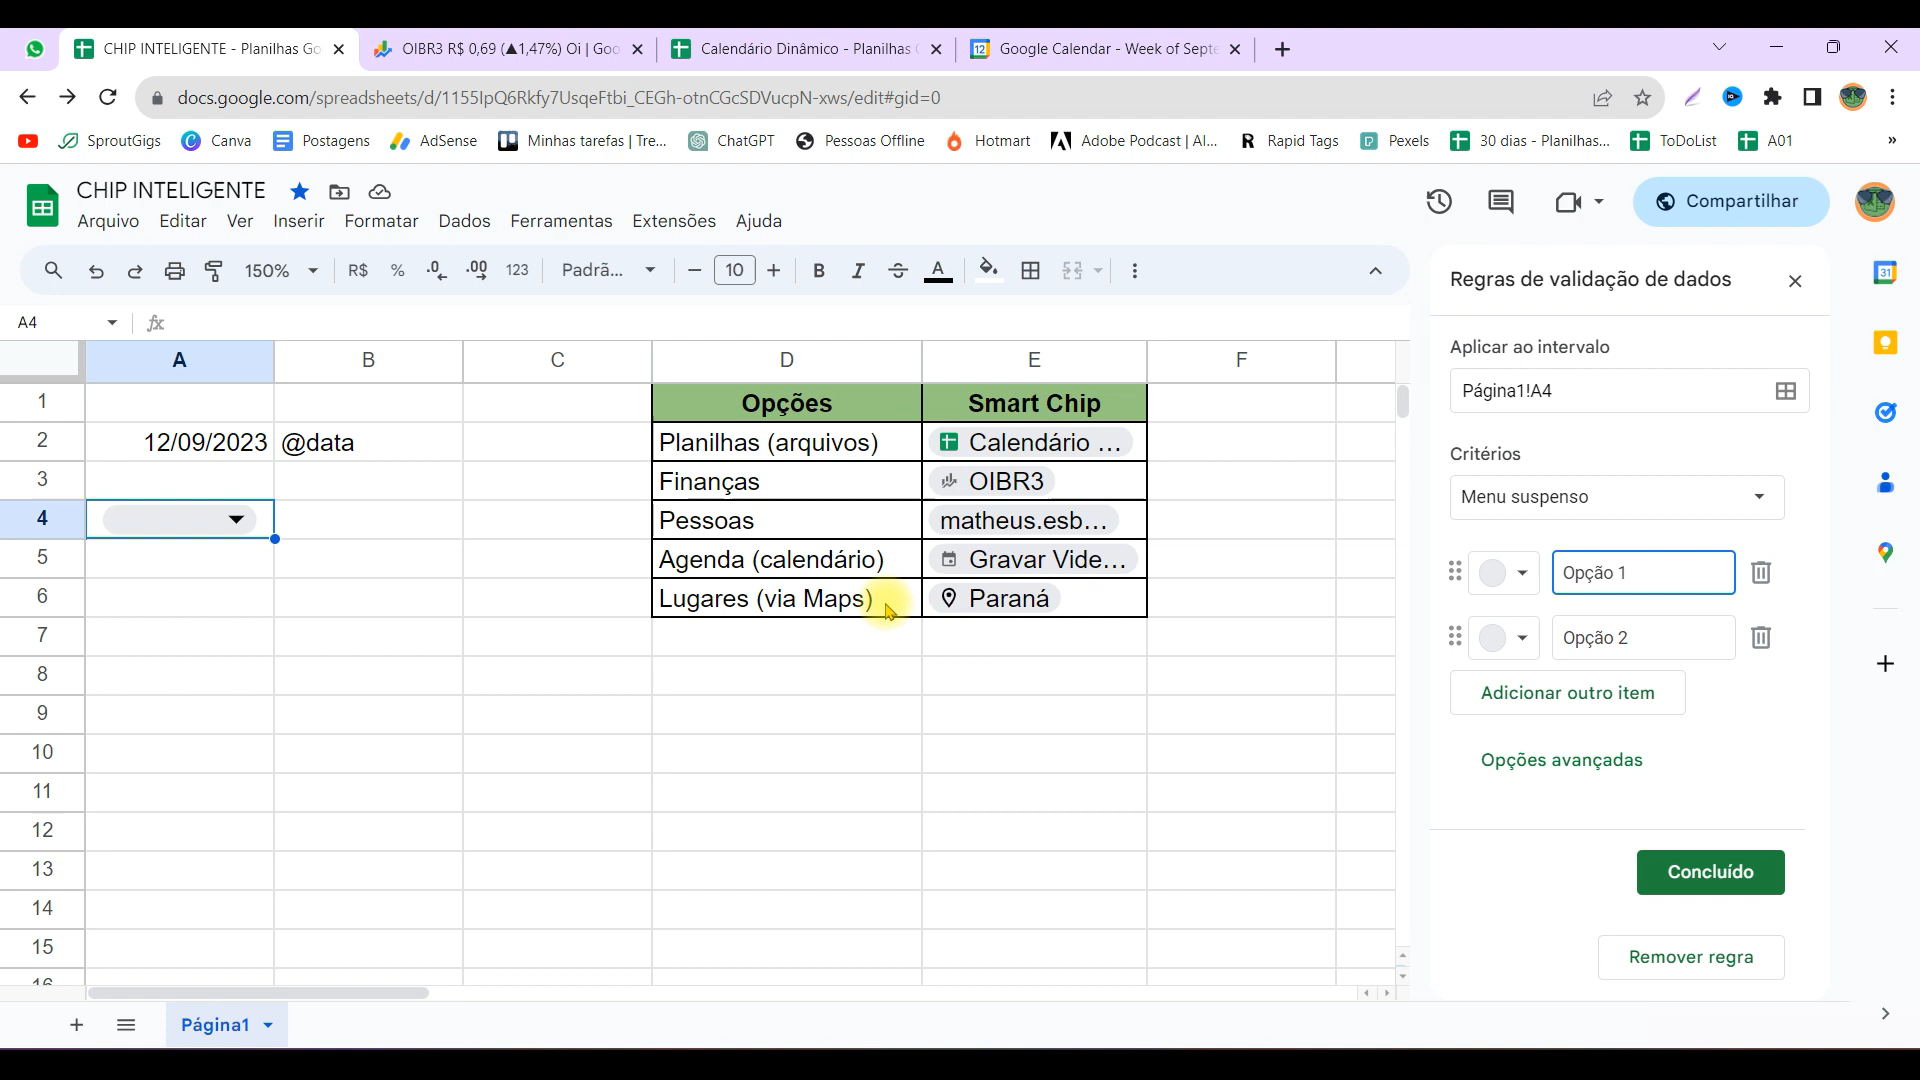 CHIP INTELIGENTE - Planilhas Go
OIBR3 R$ 0,69 (▲1,47%) Oi | Goo
Calendário Dinâmico - Planilhas
Google Calendar - Week of Septe
docs.google.com/spreadsheets/d/1155IpQ6Rkfy7UsqeFtbi_CEGh-otnCGcSDVucpN-xws/edit#gid=0
SproutGigs Canva Postagens AdSense Minhas tarefas | Tre... ChatGPT Pessoas Offline Hotmart Adobe Podcast | AI... Rapid Tags Pexels 30 dias - Planilhas... ToDoList A01 »
CHIP INTELIGENTE
Arquivo Editar Ver Inserir Formatar Dados Ferramentas Extensões Ajuda
Compartilhar
150% R$ % .0 .00 123 Padrã... 10 B I A
A4 fx
A B C D E F
1 Opções Smart Chip
2 12/09/2023 @data Planilhas (arquivos) Calendário ...
3 Finanças OIBR3
4 Pessoas matheus.esb...
5 Agenda (calendário) Gravar Vide...
6 Lugares (via Maps) Paraná
7
8
9
10
11
12
13
14
15
16
Página1
Regras de validação de dados
Aplicar ao intervalo
Página1!A4
Critérios
Menu suspenso
Opção 1
Opção 2
Adicionar outro item
Opções avançadas
Concluído
Remover regra
31